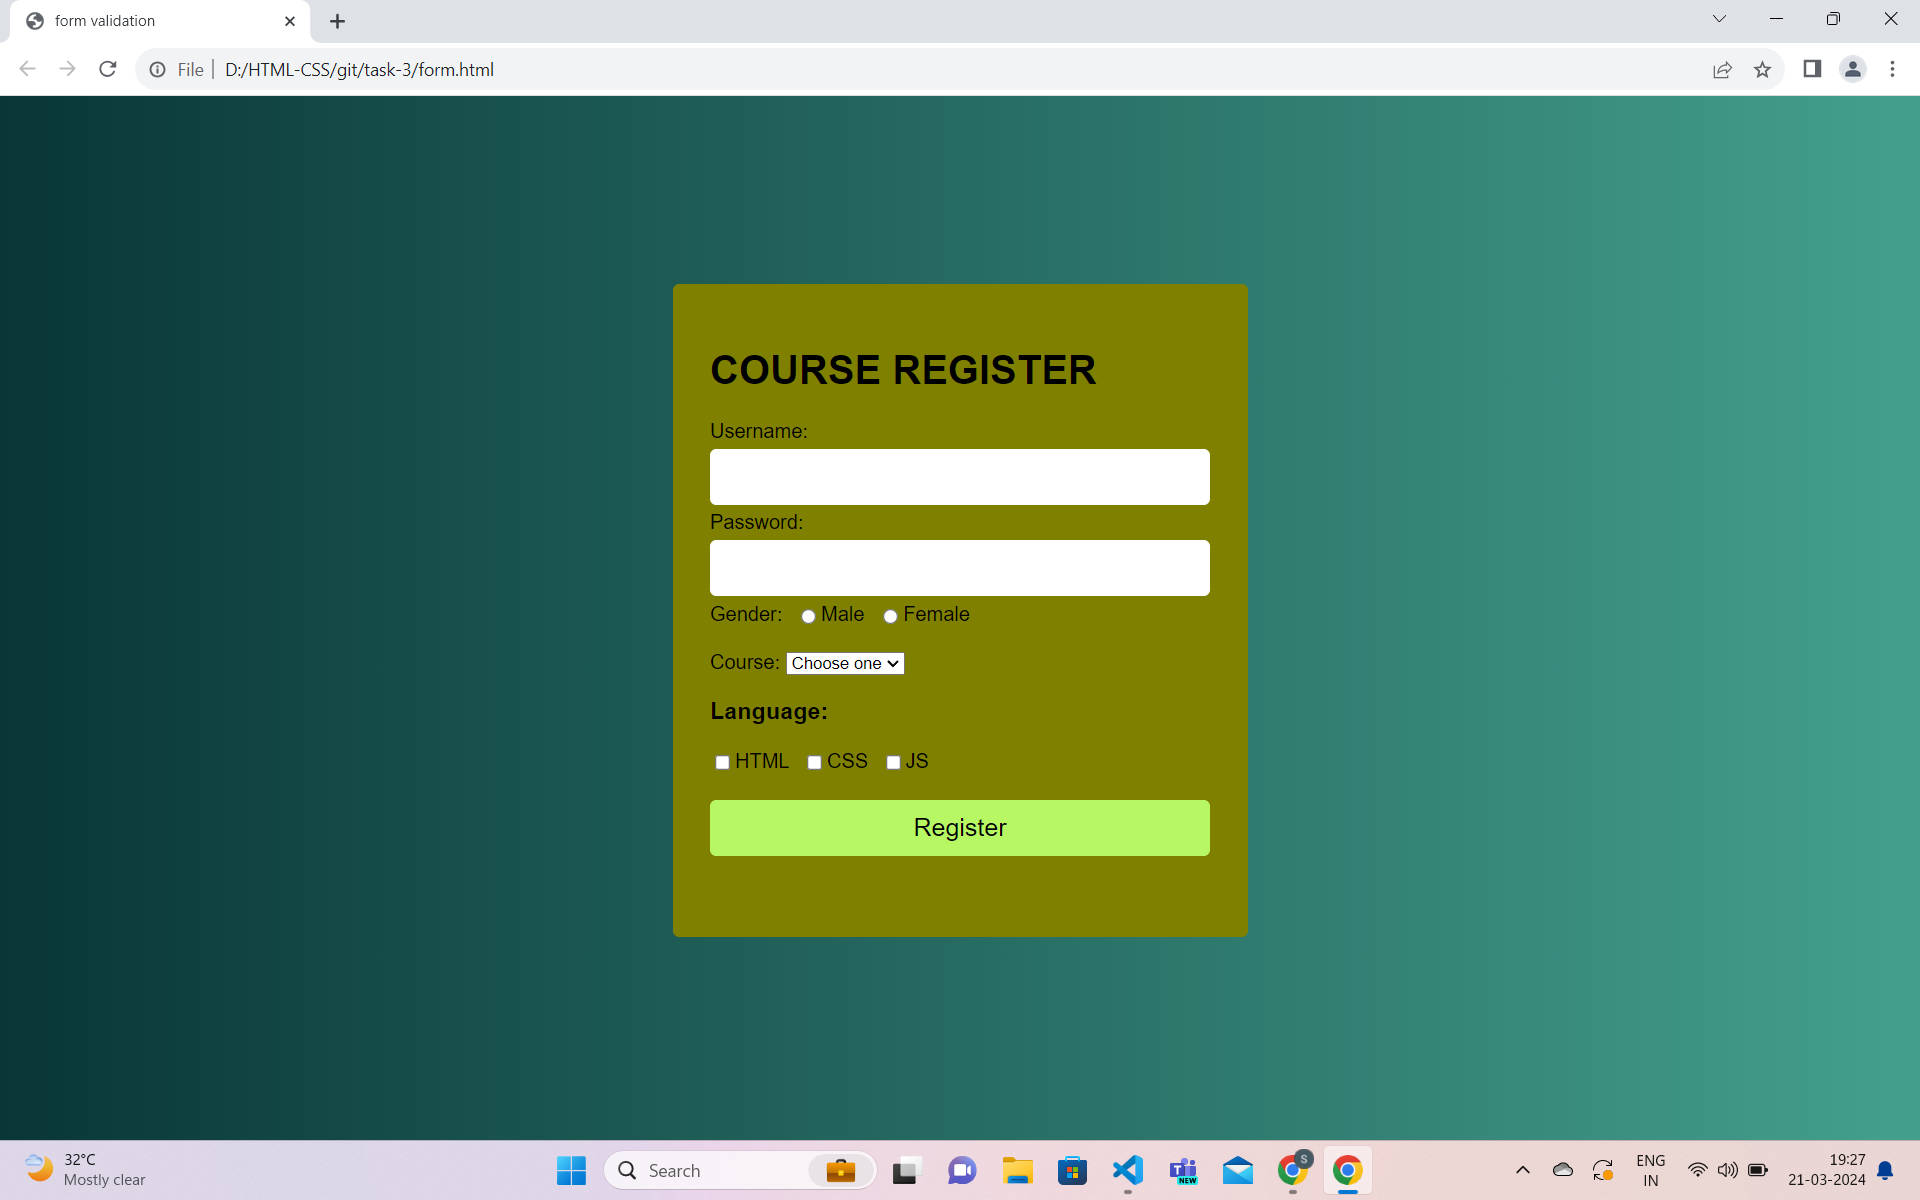 form validation
File
D:/HTML-CSS/git/task-3/form.html
COURSE REGISTER
Username:
Password:
Gender: Male Female
Course: Choose one
Language:
HTML CSS JS
Register
32°C
Mostly clear
Search
NEW
S
ENG
IN
19:27
21-03-2024